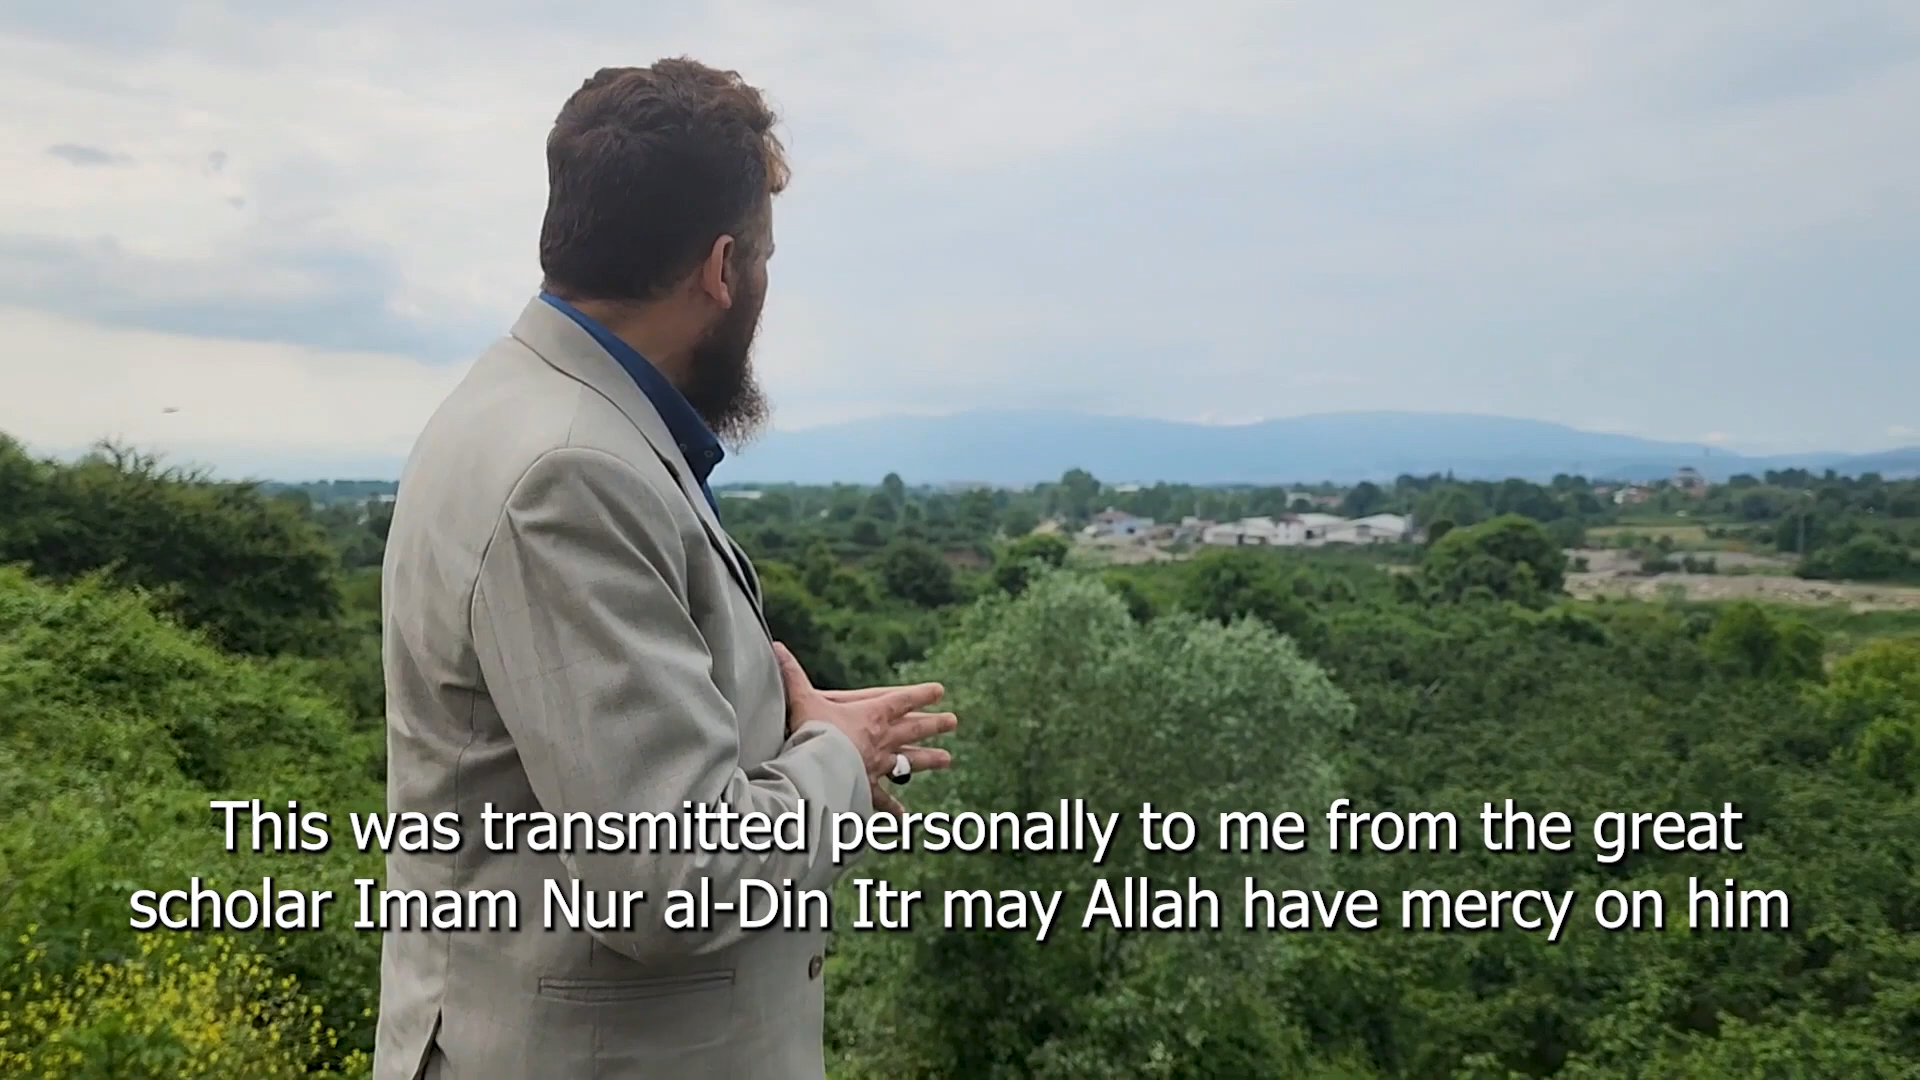 This was transmitted personally to me from the great
scholar Imam Nur al-Din Itr may Allah have mercy on him